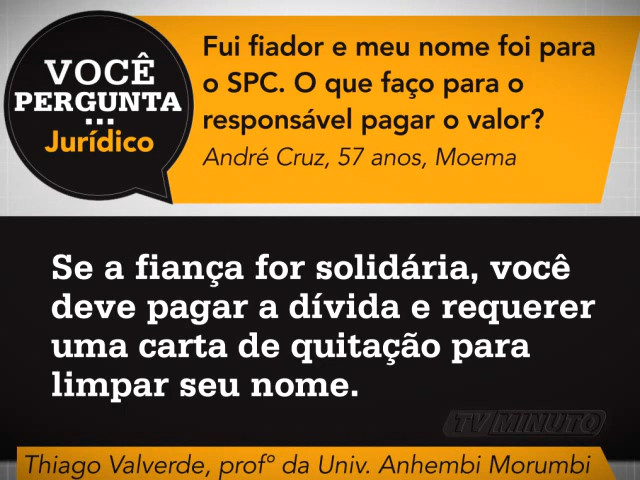 VOCÊ
PERGUNTA
...
Jurídico
Fui fiador e meu nome foi para
o SPC. O que faço para o
responsável pagar o valor?
André Cruz, 57 anos, Moema
Se a fiança for solidária, você
deve pagar a dívida e requerer
uma carta de quitação para
limpar seu nome.
TV MINUTO
Thiago Valverde, profº da Univ. Anhembi Morumbi